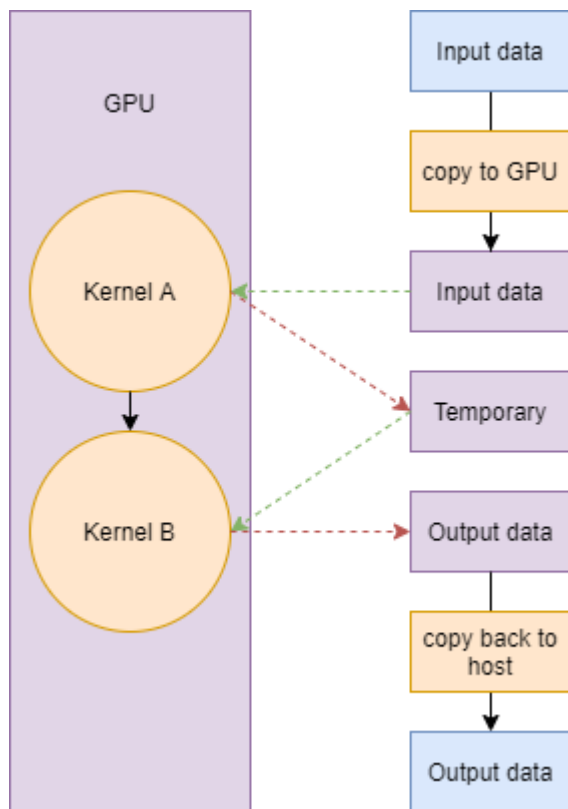 GPU
Kernel A
Kernel B
Input data
copy to GPU
Input data
Temporary
Output data
copy back to
host
Output data